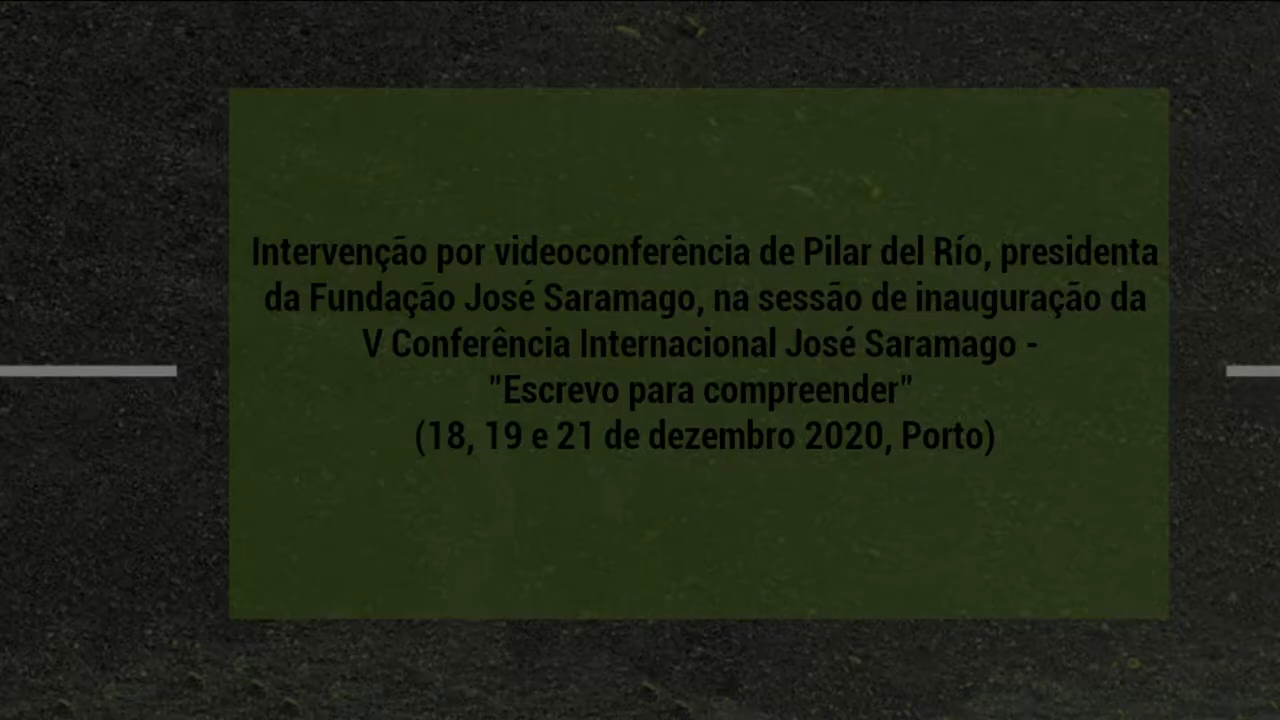 Intervenção por videoconferência de Pilar del Río, presidenta
da Fundação José Saramago, na sessão de inauguração da
V Conferência Internacional José Saramago -
"Escrevo para compreender"
(18, 19 e 21 de dezembro 2020, Porto)